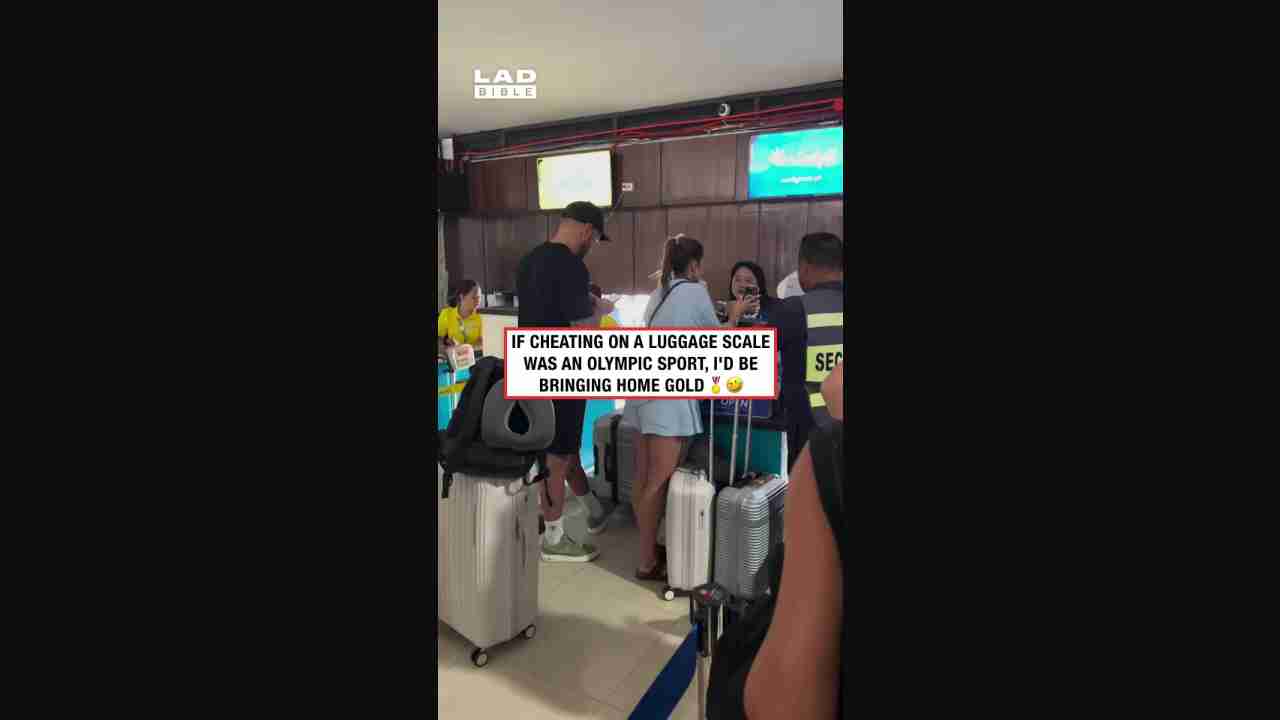 LAD
BIBLE
IF CHEATING ON A LUGGAGE SCALE
WAS AN OLYMPIC SPORT, I'D BE
BRINGING HOME GOLD🏅🤣
SEC
OPEN